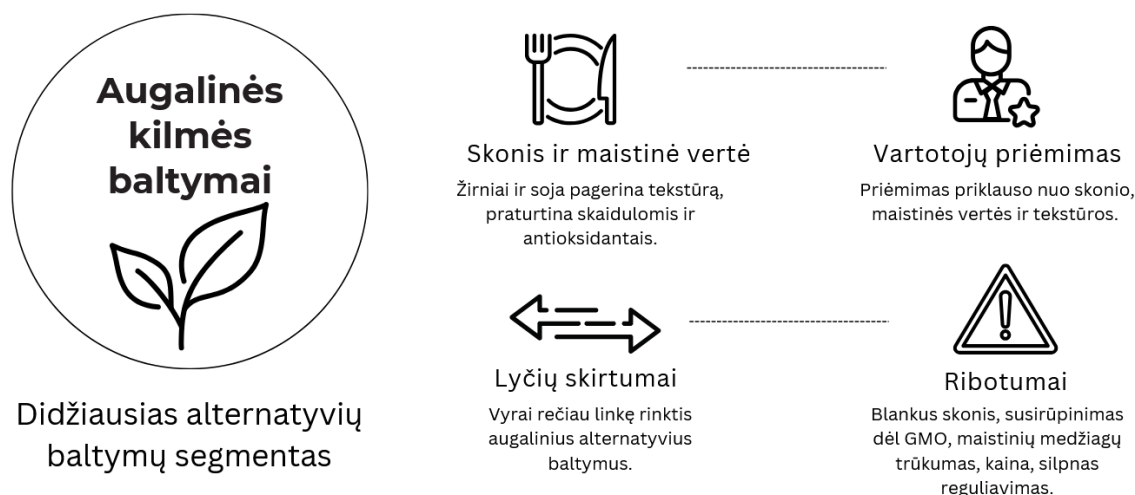 Augalinės
kilmės
baltymai
Didžiausias alternatyvių
baltymų segmentas
Skonis ir maistinė vertė
Žirniai ir soja pagerina tekstūrą,
praturtina skaidulomis ir
antioksidantais.
Vartotojų priėmimas
Priėmimas priklauso nuo skonio,
maistinės vertės ir tekstūros.
Lyčių skirtumai
Vyrai rečiau linkę rinktis
augalinius alternatyvius
baltymus.
Ribotumai
Blankus skonis, susirūpinimas
dėl GMO, maistinių medžiagų
trūkumas, kaina, silpnas
reguliavimas.